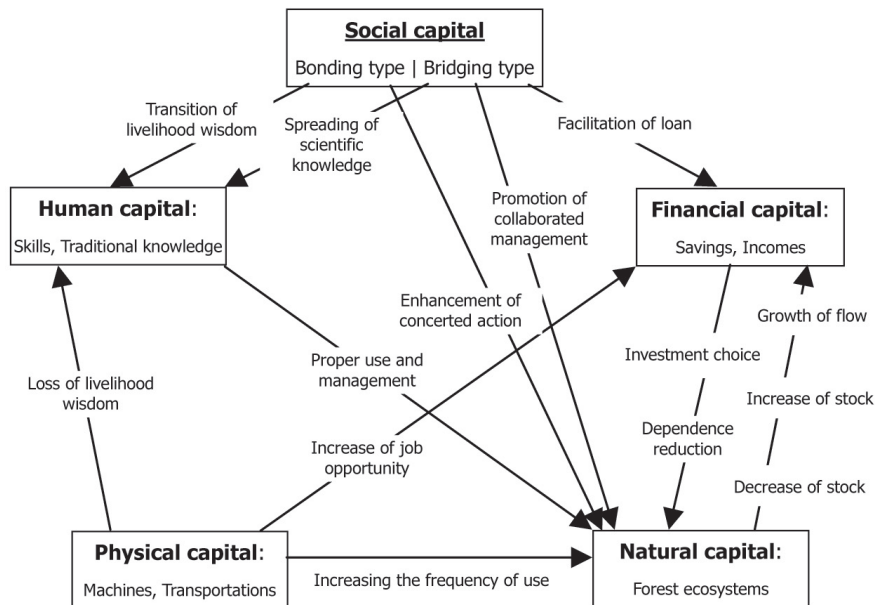 Social capital
Bonding type | Bridging type
Transition of
livelihood wisdom
Spreading of
scientific
knowledge
Facilitation of loan
Human capital:
Skills, Traditional knowledge
Promotion of
collaborated
management
Financial capital:
Savings, Incomes
Enhancement of
concerted action
Growth of flow
Proper use and
management
Investment choice
Loss of livelihood
wisdom
Increase of stock
Increase of job
opportunity
Dependence
reduction
Decrease of stock
Physical capital:
Machines, Transportations
Increasing the frequency of use
Natural capital:
Forest ecosystems